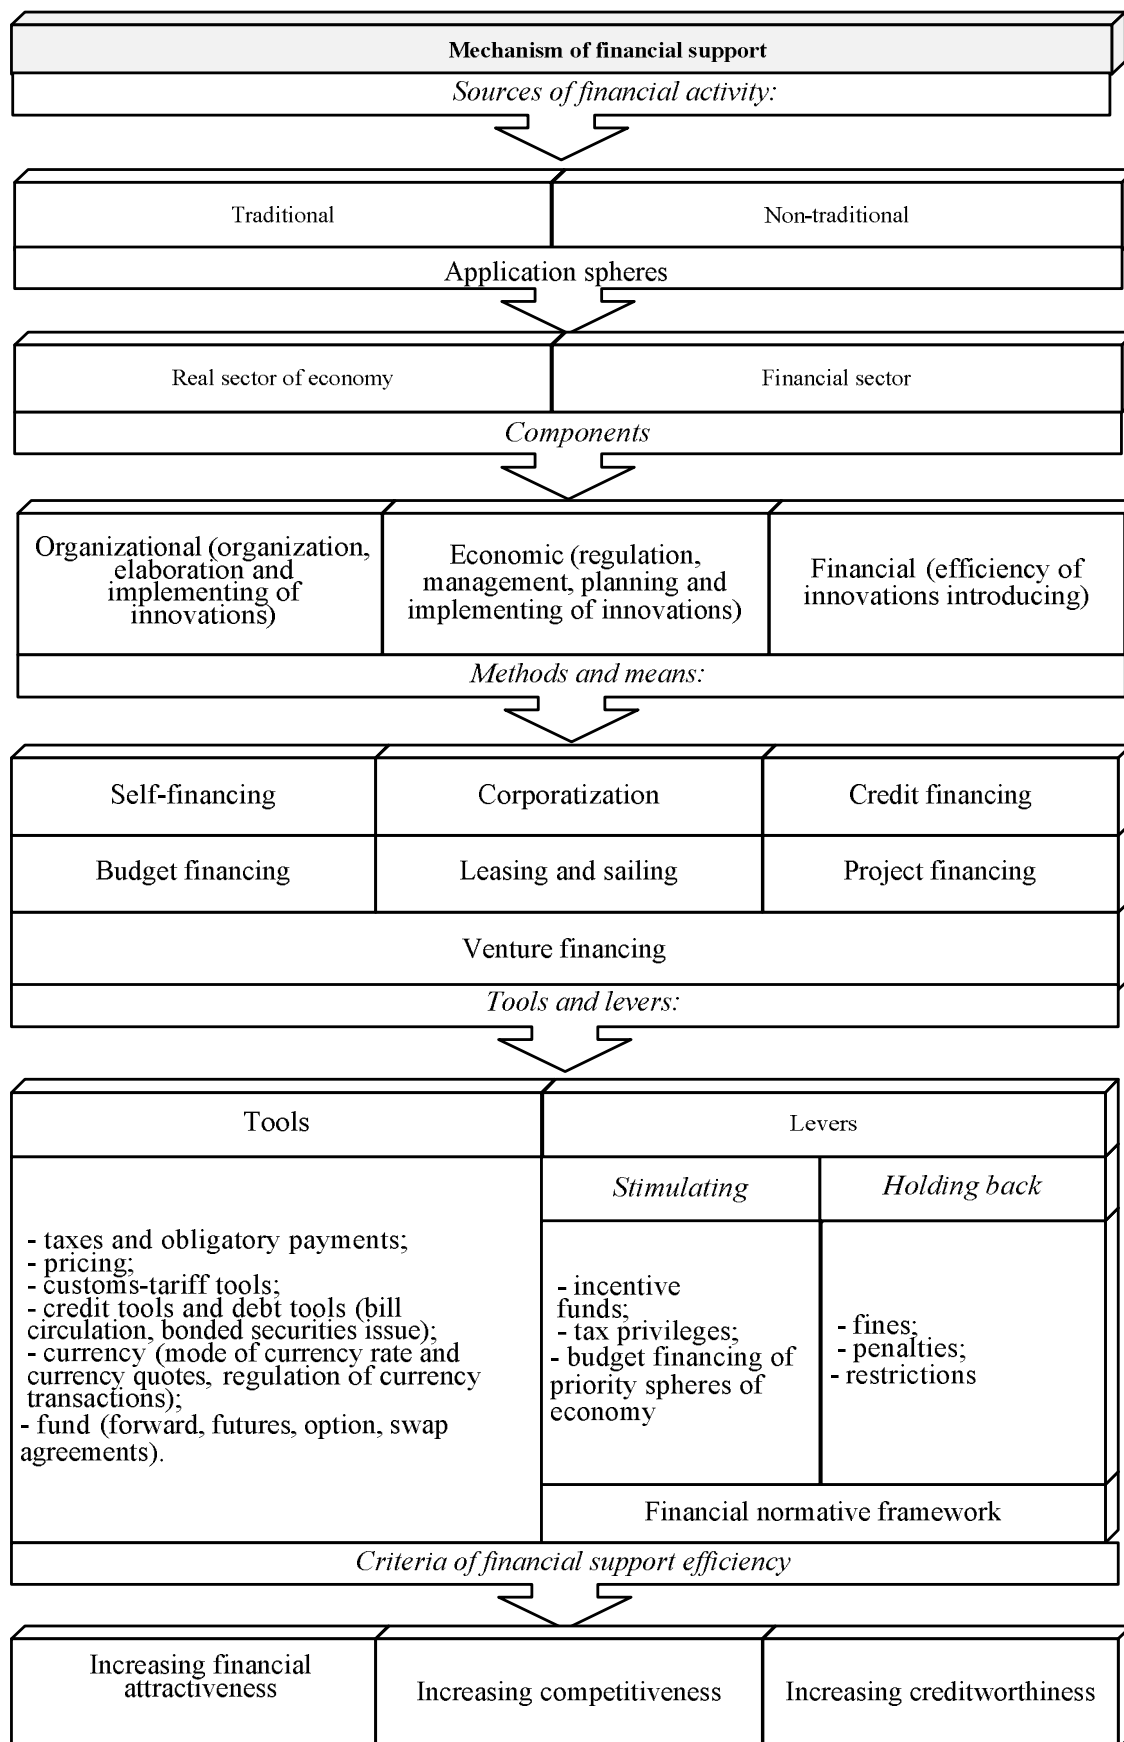 Mechanism of financial support
Sources of financial activity:
Traditional
Non-traditional
Application spheres
Real sector of economy
Financial sector
Components
Organizational (organization,
elaboration and
implementing of
innovations)
Economic (regulation,
management, planning and
implementing of innovations)
Financial (efficiency of
innovations introducing)
Methods and means:
Self-financing
Corporatization
Credit financing
Budget financing
Leasing and sailing
Project financing
Venture financing
Tools and levers:
Tools
Levers
Stimulating
Holding back
- taxes and obligatory payments;
- pricing;
- customs-tariff tools;
- credit tools and debt tools (bill
circulation, bonded securities issue);
- currency (mode of currency rate and
currency quotes, regulation of currency
transactions);
- fund (forward, futures, option, swap
agreements).
- incentive
funds;
- tax privileges;
- budget financing of
priority spheres of
economy
- fines;
- penalties;
- restrictions
Financial normative framework
Criteria of financial support efficiency
Increasing financial
attractiveness
Increasing competitiveness
Increasing creditworthiness